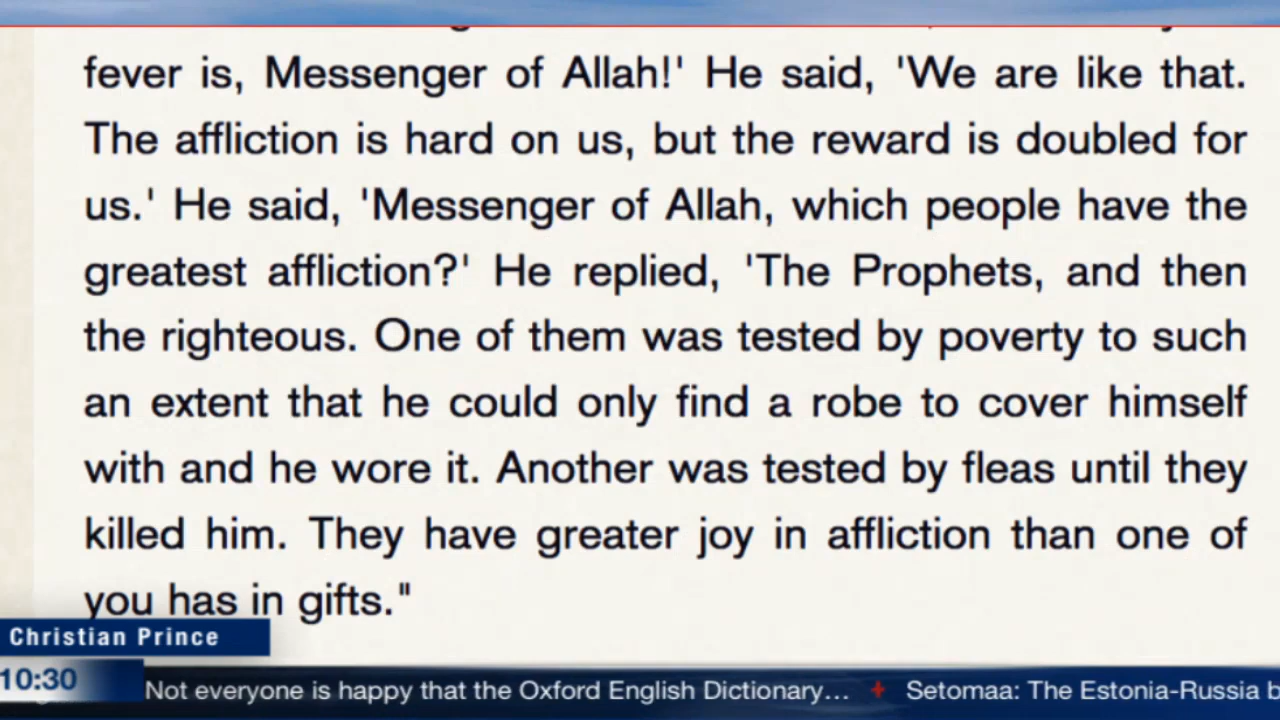 fever is, Messenger of Allah!' He said, 'We are like that.
The affliction is hard on us, but the reward is doubled for
us.' He said, 'Messenger of Allah, which people have the
greatest affliction?' He replied, 'The Prophets, and then
the righteous. One of them was tested by poverty to such
an extent that he could only find a robe to cover himself
with and he wore it. Another was tested by fleas until they
killed him. They have greater joy in affliction than one of
you has in gifts."
Christian Prince
10:30
Not everyone is happy that the Oxford English Dictionary... + Setomaa: The Estonia-Russia b